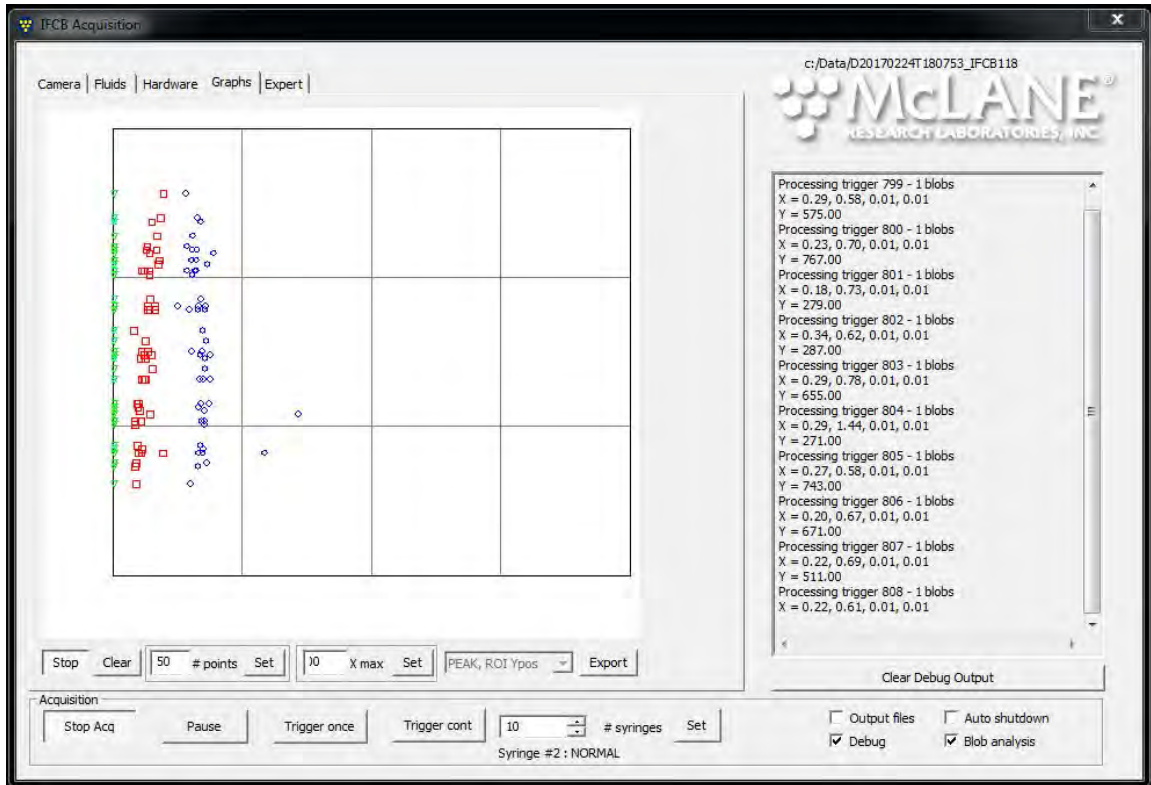 IFCB Acquisition
x
c:/Data/D20170224T180753_IFCB118
Camera Fluids Hardware Graphs Expert
McLANE®
RESEARCH LABORATORIES, INC.
Processing trigger 799 - 1 blobs
X = 0.29, 0.58, 0.01, 0.01
Y = 575.00
Processing trigger 800 - 1 blobs
X = 0.23, 0.70, 0.01, 0.01
Y = 767.00
Processing trigger 801 - 1 blobs
X = 0.18, 0.73, 0.01, 0.01
Y = 279.00
Processing trigger 802 - 1 blobs
X = 0.34, 0.62, 0.01, 0.01
Y = 287.00
Processing trigger 803 - 1 blobs
X = 0.29, 0.78, 0.01, 0.01
Y = 655.00
Processing trigger 804 - 1 blobs
X = 0.29, 1.44, 0.01, 0.01
Y = 271.00
Processing trigger 805 - 1 blobs
X = 0.27, 0.58, 0.01, 0.01
Y = 743.00
Processing trigger 806 - 1 blobs
X = 0.20, 0.67, 0.01, 0.01
Y = 671.00
Processing trigger 807 - 1 blobs
X = 0.22, 0.69, 0.01, 0.01
Y = 511.00
Processing trigger 808 - 1 blobs
X = 0.22, 0.61, 0.01, 0.01
Stop Clear 50 # points Set X max Set PEAK, ROI Ypos Export
Clear Debug Output
Acquisition
Stop Acq Pause Trigger once Trigger cont 10 # syringes Set
Syringe #2 : NORMAL
Output files Auto shutdown
Debug Blob analysis